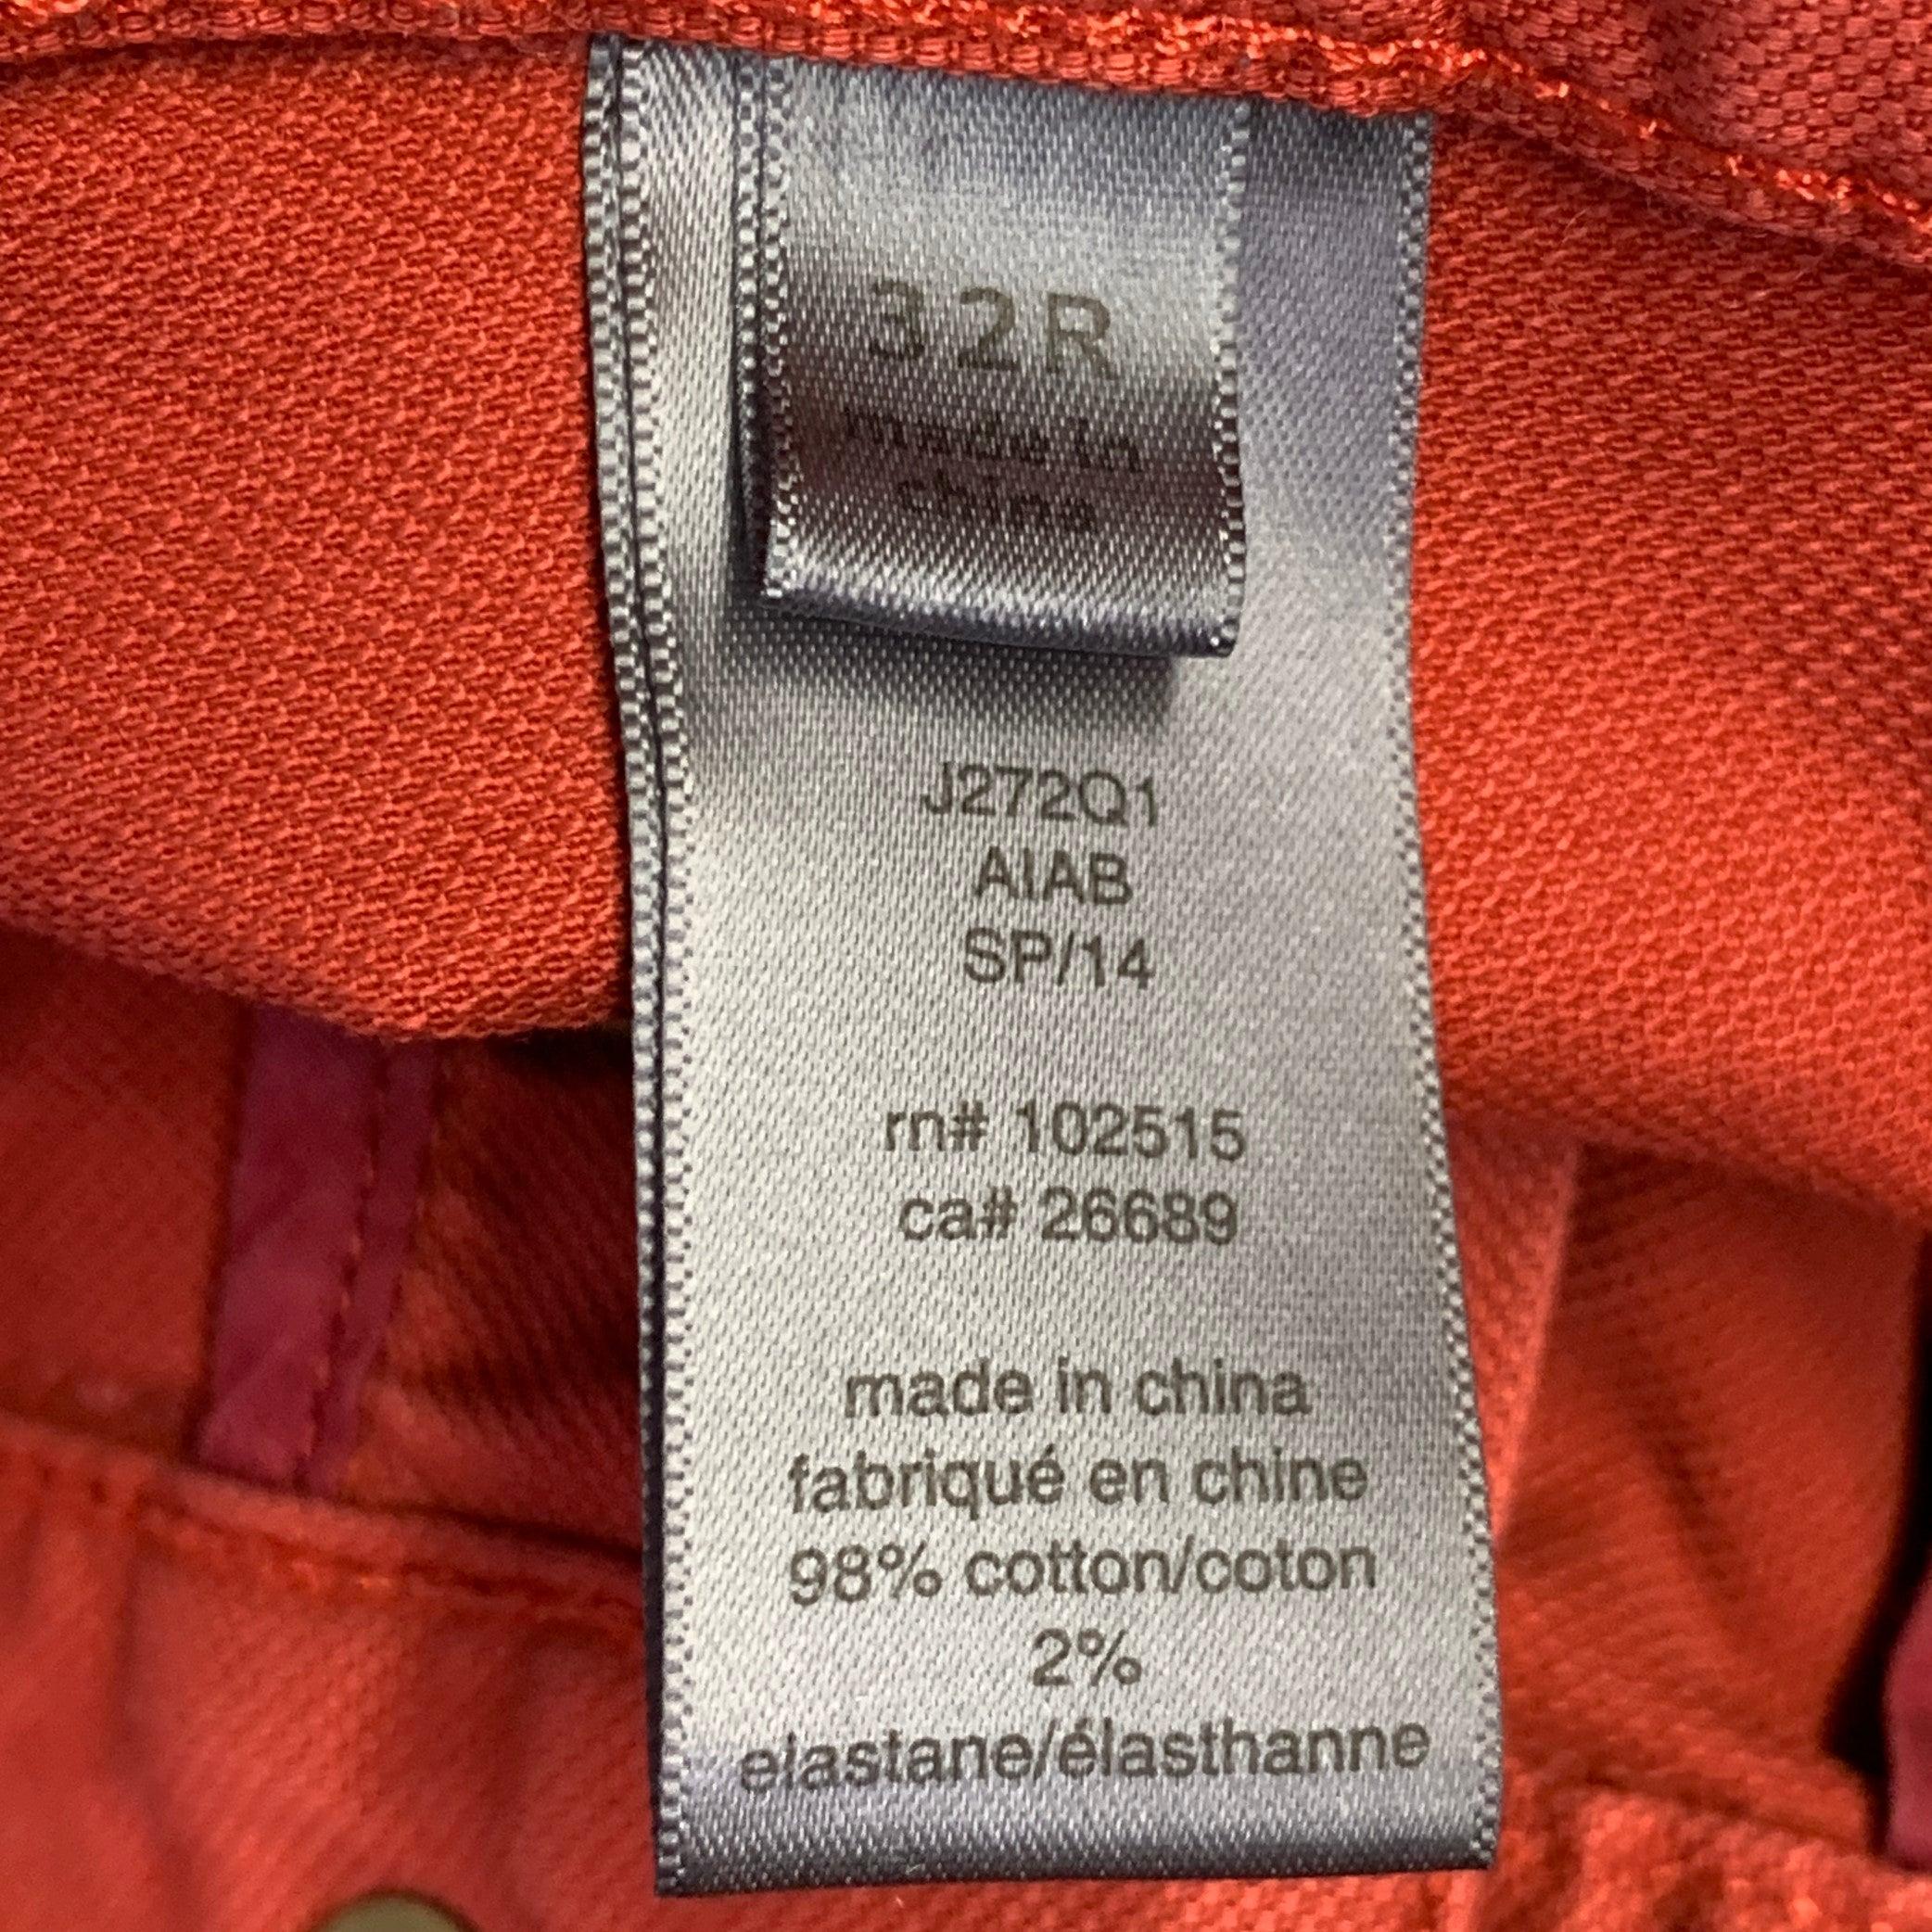 32R
made in
china
J272Q1
AIAB
SP/14
rn# 102515
ca# 26689
made in china
fabriqué en chine
98% cotton/coton
2%
elastane/élasthanne